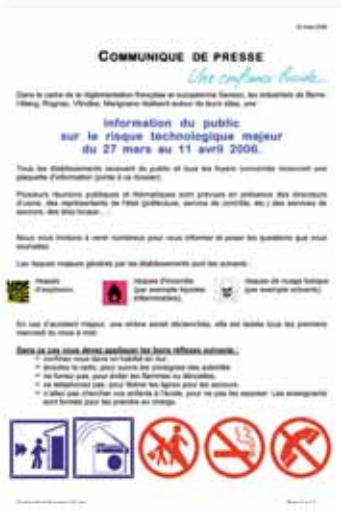 COMMUNIQUE DE PRESSE
Une confiance lucide...
Dans le cadre de la réglementation française et européenne Seveso, les industriels de Berre-
l'Etang, Rognac, Vitrolles, Marignane réalisent autour de leurs sites, une :
information du public
sur le risque technologique majeur
du 27 mars au 11 avril 2006.
Tous les établissements recevant du public et tous les foyers concernés recevront une
plaquette d'information (jointe à ce dossier).
Plusieurs réunions publiques et thématiques sont prévues en présence des directeurs
d'usine, des représentants de l'état (préfecture, service de contrôle, etc.) des services de
secours, des élus locaux...
Nous vous invitons à venir nombreux pour vous informer et poser les questions que vous
souhaitez.
Les risques majeurs générés par les établissements sont les suivants :
risques
d'explosion,
risques d'incendie
(par exemple liquides
inflammables),
risques de nuage toxique
(par exemple solvants)
En cas d'accident majeur, une sirène serait déclenchée, elle est testée tous les premiers
mercredi du mois à midi.
Dans ce cas vous devez appliquer les bons réflexes suivants :
confinez-vous dans un habitat en dur
écoutez la radio, pour suivre les consignes des autorités
ne fumez pas, pour éviter les flammes ou étincelles,
ne téléphonez pas, pour libérer les lignes pour les secours,
n'allez pas chercher vos enfants à l'école, pour ne pas les exposer. Les enseignants
sont formés pour les prendre en charge.